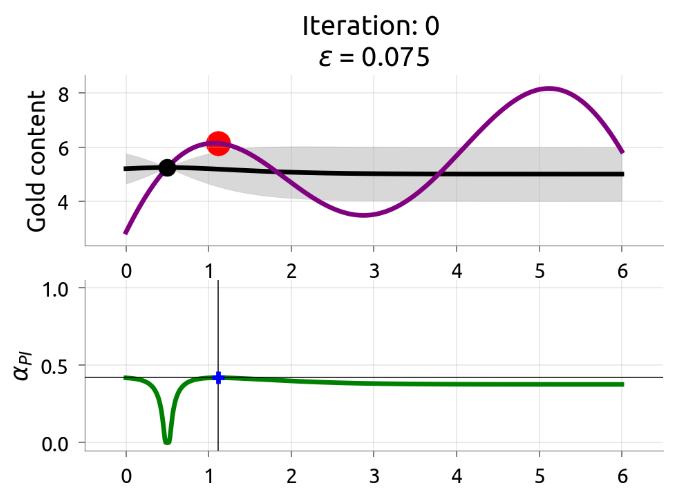 Iteration: 0
ε = 0.075
Gold content
8
6
4
0 1 2 3 4 5 6
α_PI
1.0
0.5
0.0
0 1 2 3 4 5 6